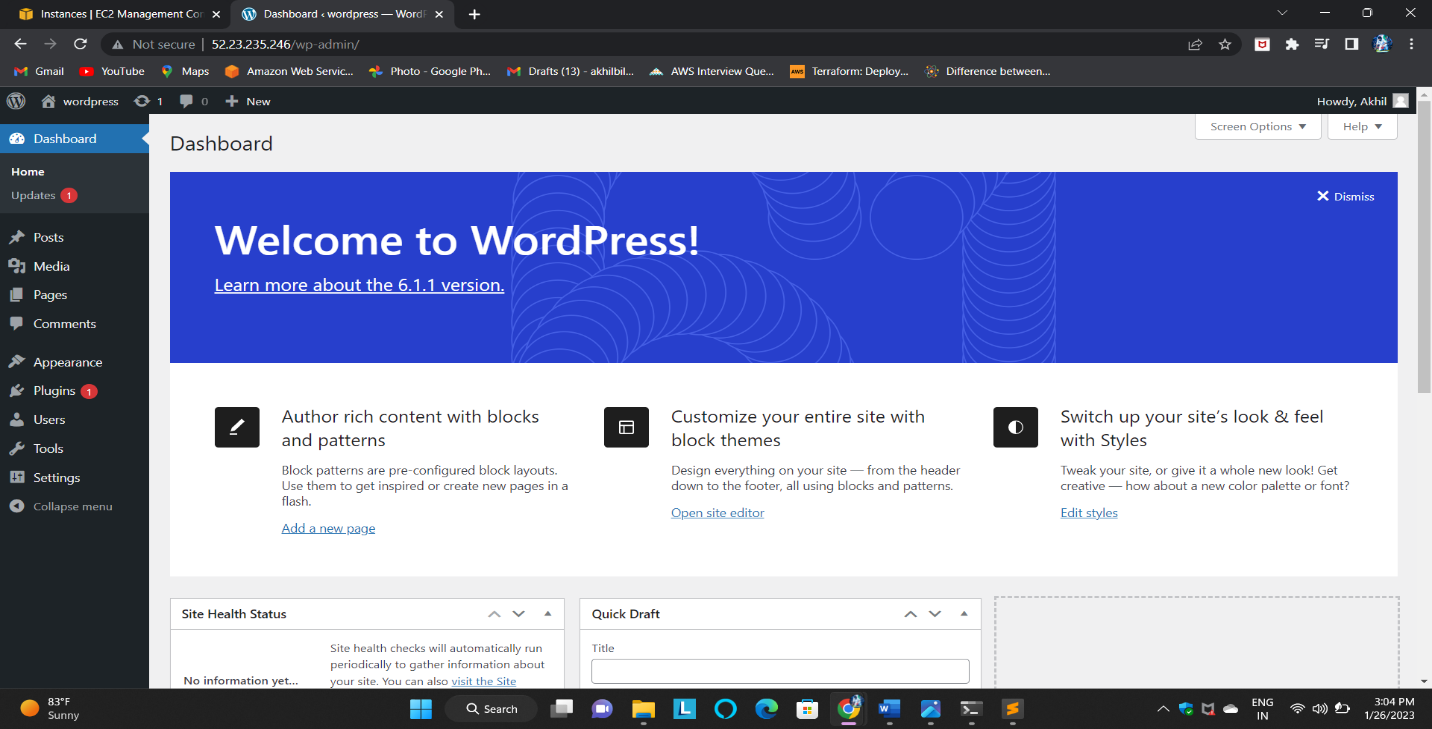 Instances | EC2 Management Cor
Dashboard ‹ wordpress — WordP
Not secure | 52.23.235.246/wp-admin/
Gmail
YouTube
Maps
Amazon Web Servic...
Photo - Google Ph...
Drafts (13) - akhilbil...
AWS Interview Que...
aws
Terraform: Deploy...
Difference between...
wordpress
1
0
New
Howdy, Akhil
Dashboard
Home
Updates 1
Posts
Media
Pages
Comments
Appearance
Plugins 1
Users
Tools
Settings
Collapse menu
Dashboard
Screen Options
Help
Dismiss
Welcome to WordPress!
Learn more about the 6.1.1 version.
Author rich content with blocks
and patterns
Block patterns are pre-configured block layouts.
Use them to get inspired or create new pages in a
flash.
Add a new page
Customize your entire site with
block themes
Design everything on your site — from the header
down to the footer, all using blocks and patterns.
Open site editor
Switch up your site’s look & feel
with Styles
Tweak your site, or give it a whole new look! Get
creative — how about a new color palette or font?
Edit styles
Site Health Status
No information yet...
Site health checks will automatically run
periodically to gather information about
your site. You can also visit the Site
Quick Draft
Title
83°F
Sunny
Search
ENG
IN
3:04 PM
1/26/2023